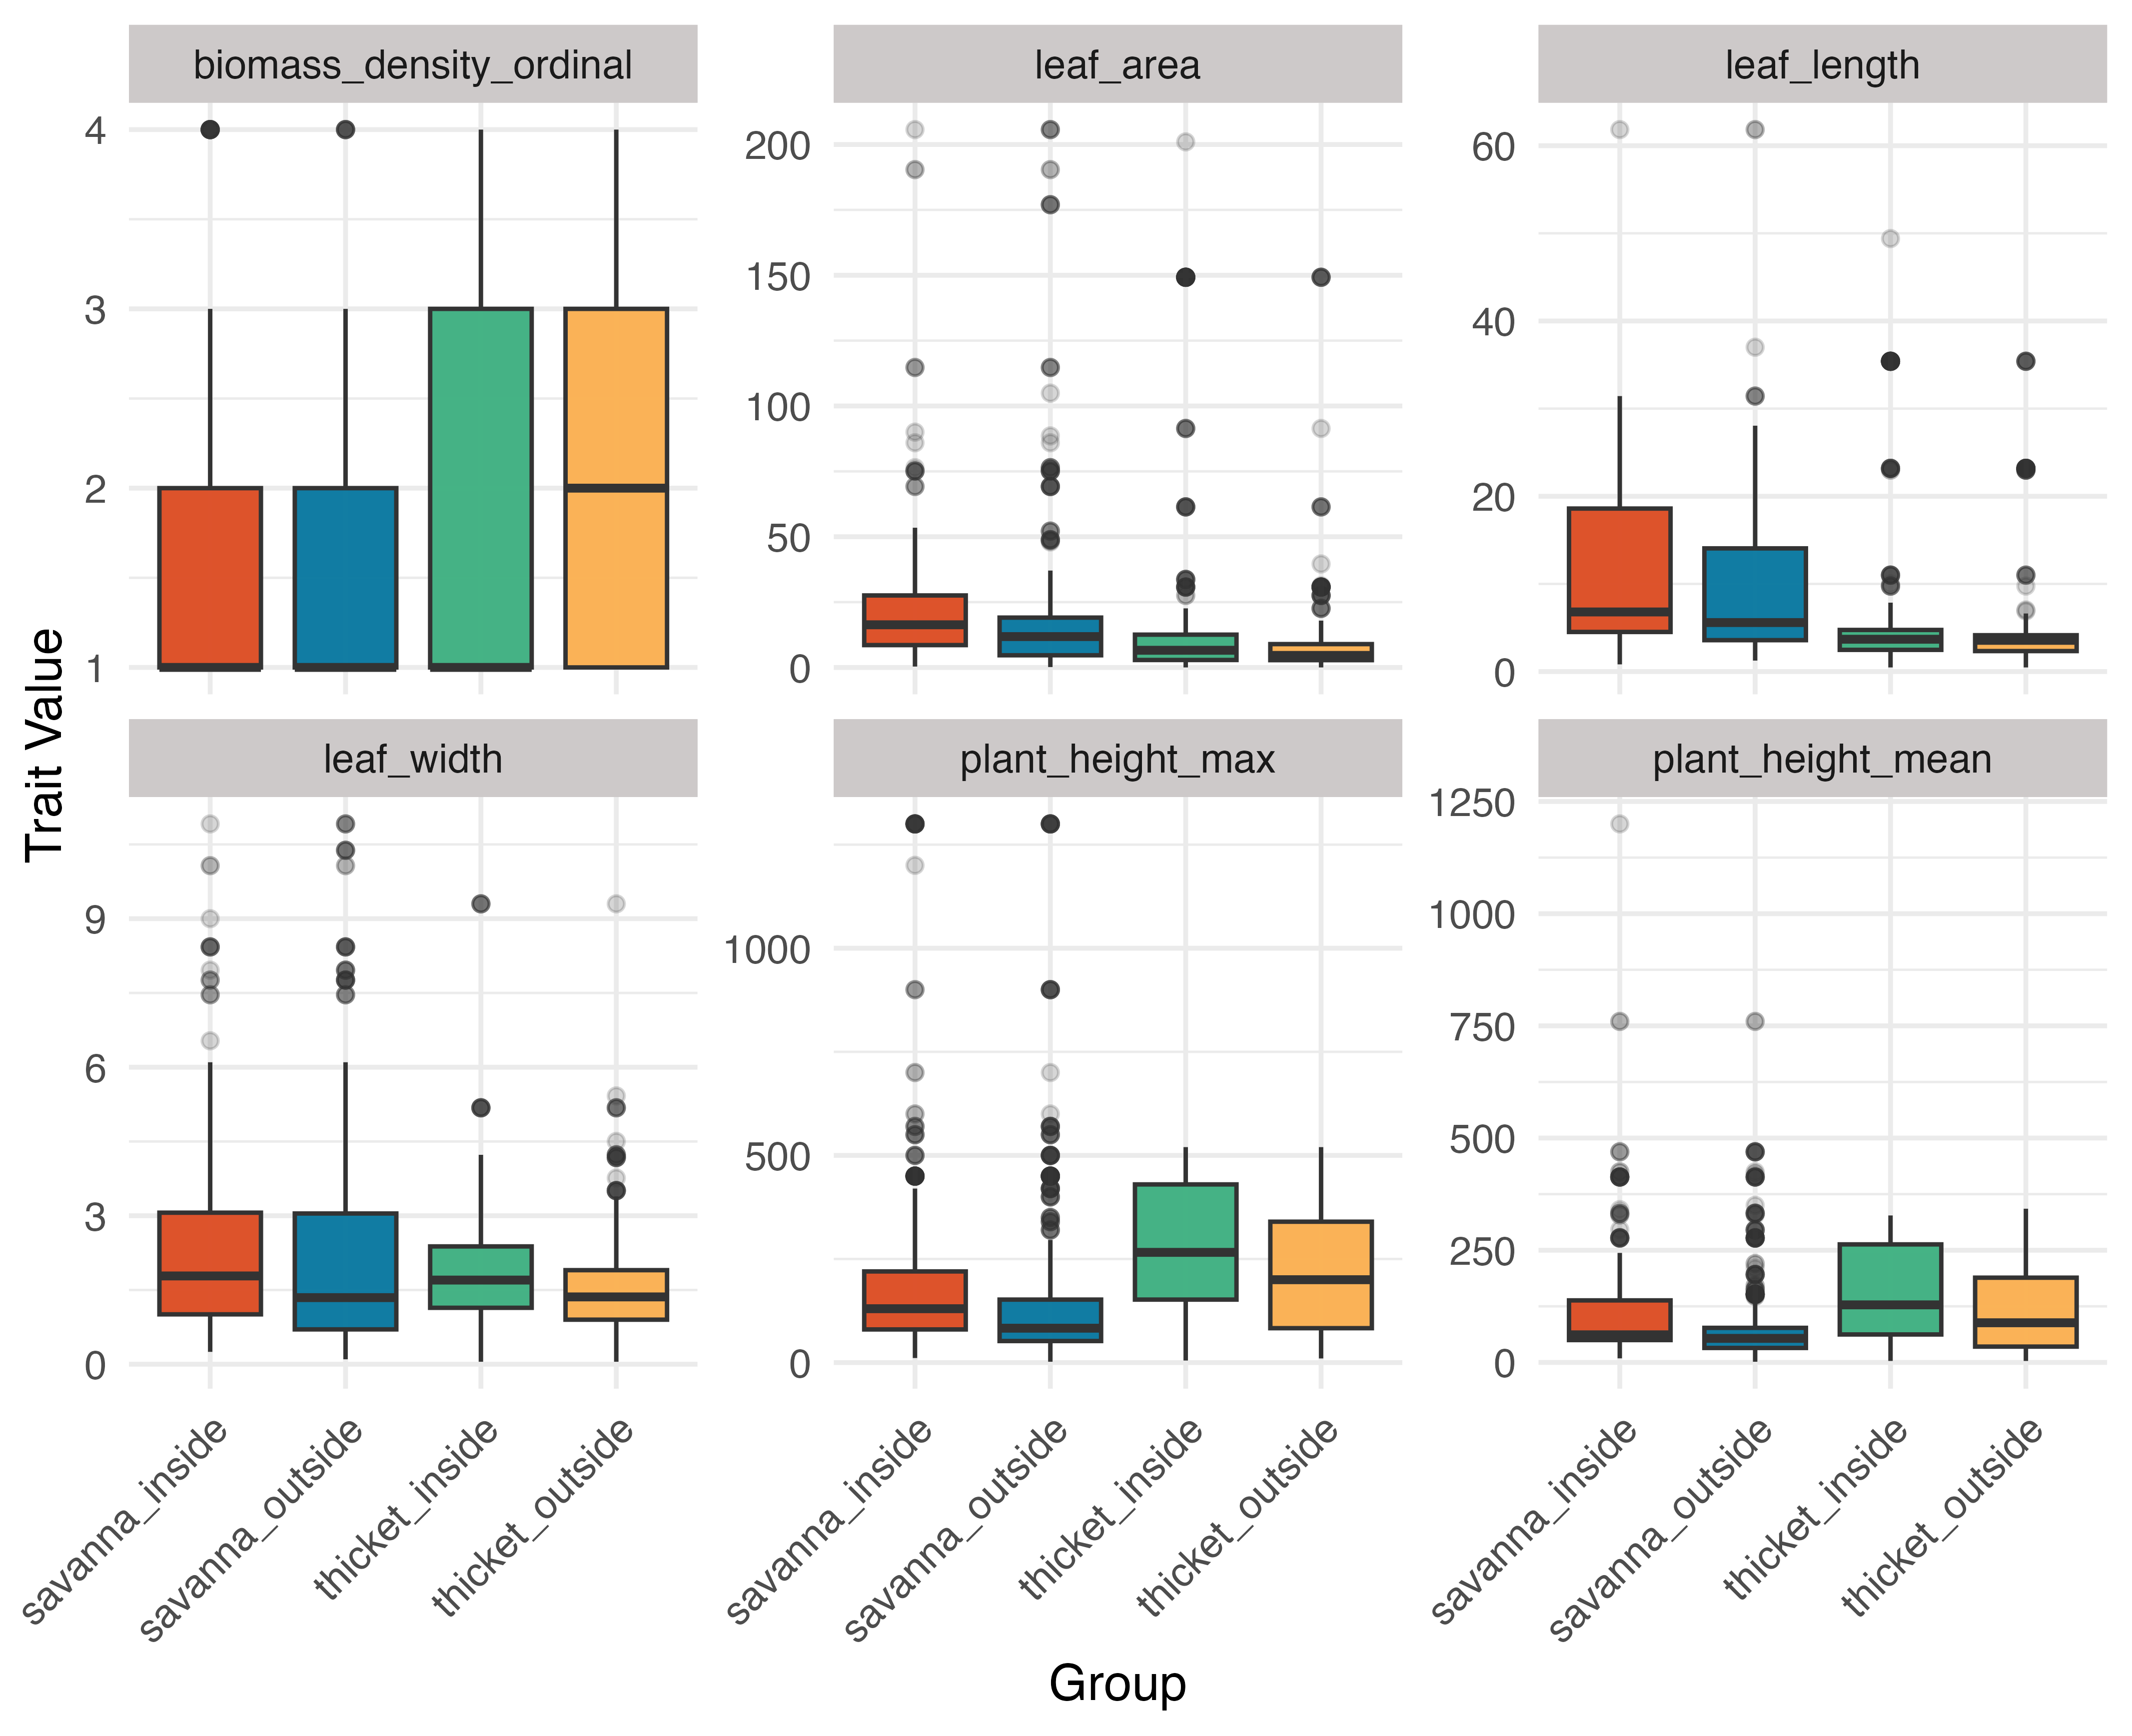 biomass_density_ordinal
leaf_area
leaf_length
4
3
2
1
200
150
100
50
0
60
40
20
0
Trait Value
leaf_width
plant_height_max
plant_height_mean
9
6
3
0
1000
500
0
1250
1000
750
500
250
0
savanna_inside
savanna_outside
thicket_inside
thicket_outside
savanna_inside
savanna_outside
thicket_inside
thicket_outside
savanna_inside
savanna_outside
thicket_inside
thicket_outside
Group